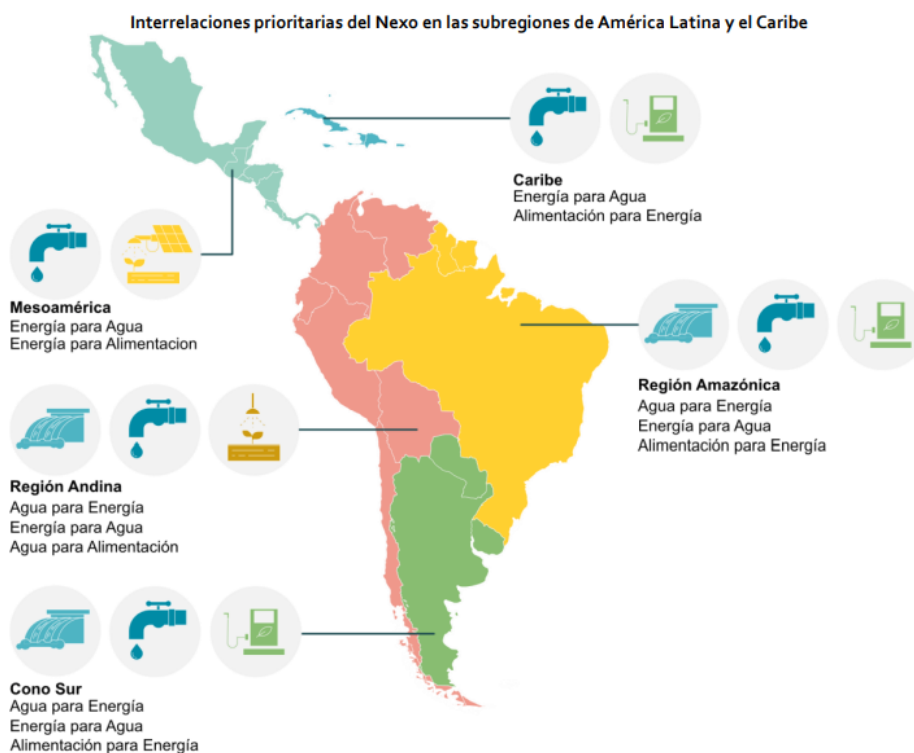 Interrelaciones prioritarias del Nexo en las subregiones de América Latina y el Caribe
Caribe
Energía para Agua
Alimentación para Energía
Mesoamérica
Energía para Agua
Energía para Alimentacion
Región Amazónica
Agua para Energía
Energía para Agua
Alimentación para Energía
Región Andina
Agua para Energía
Energía para Agua
Agua para Alimentación
Cono Sur
Agua para Energía
Energía para Agua
Alimentación para Energía